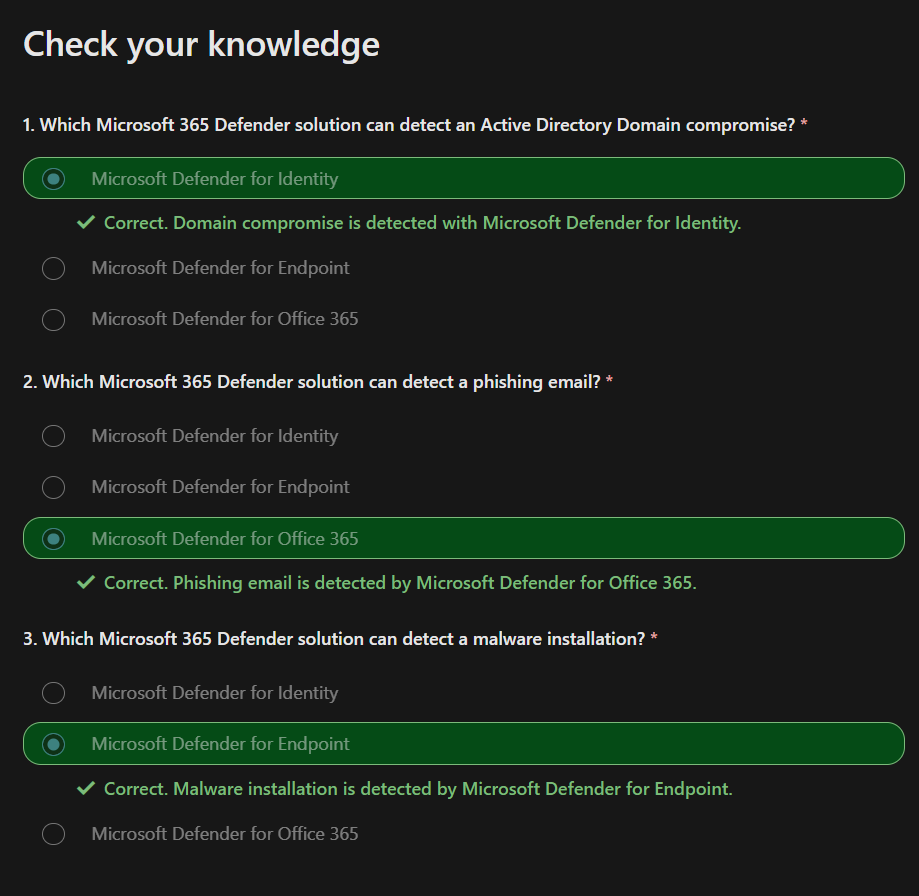 Check your knowledge
1. Which Microsoft 365 Defender solution can detect an Active Directory Domain compromise? *
Microsoft Defender for Identity
Correct. Domain compromise is detected with Microsoft Defender for Identity.
Microsoft Defender for Endpoint
Microsoft Defender for Office 365
2. Which Microsoft 365 Defender solution can detect a phishing email? *
Microsoft Defender for Identity
Microsoft Defender for Endpoint
Microsoft Defender for Office 365
Correct. Phishing email is detected by Microsoft Defender for Office 365.
3. Which Microsoft 365 Defender solution can detect a malware installation? *
Microsoft Defender for Identity
Microsoft Defender for Endpoint
Correct. Malware installation is detected by Microsoft Defender for Endpoint.
Microsoft Defender for Office 365